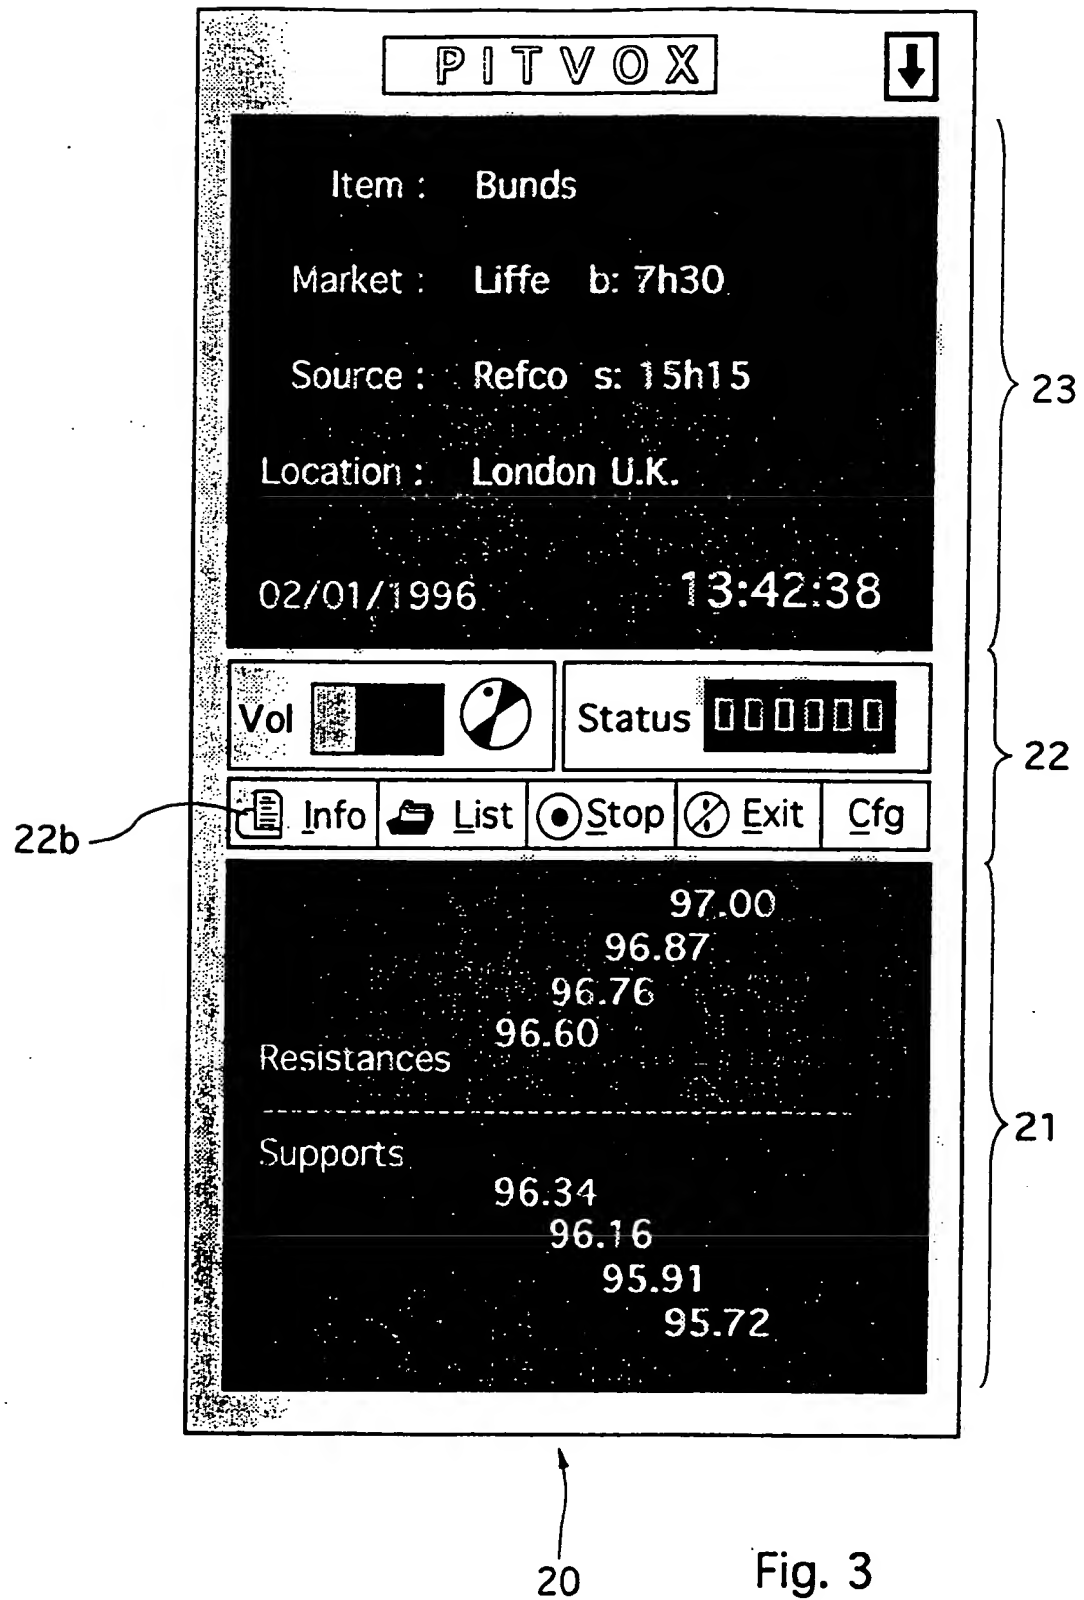 PITVOX
Item : Bunds
Market : Liffe b: 7h30
Source : Refco s: 15h15
Location : London U.K.
02/01/1996 13:42:38
23
Vol Status
22
Info List Stop Exit Cfg
22b
97.00
96.87
96.76
96.60
Resistances
21
Supports
96.34
96.16
95.91
95.72
20
Fig. 3